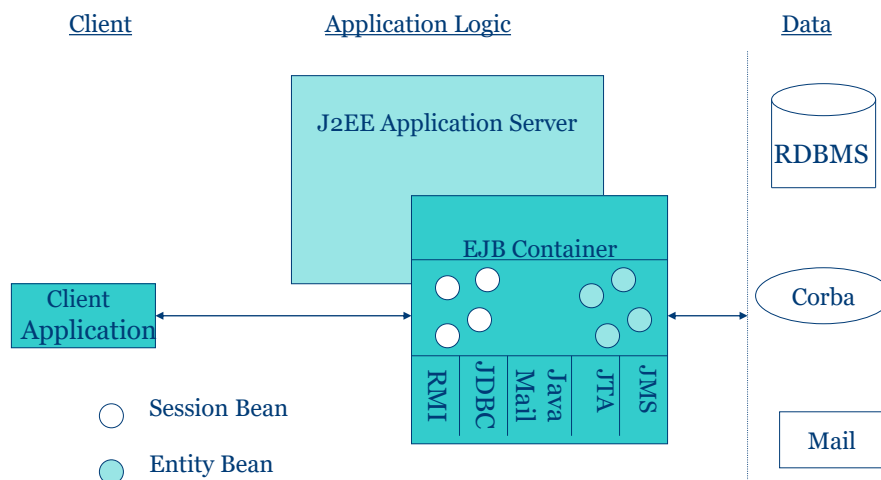 Client
Application Logic
Data
J2EE Application Server
RDBMS
EJB Container
Client
Application
Corba
RMI
JDBC
Java
Mail
JTA
JMS
Session Bean
Entity Bean
Mail